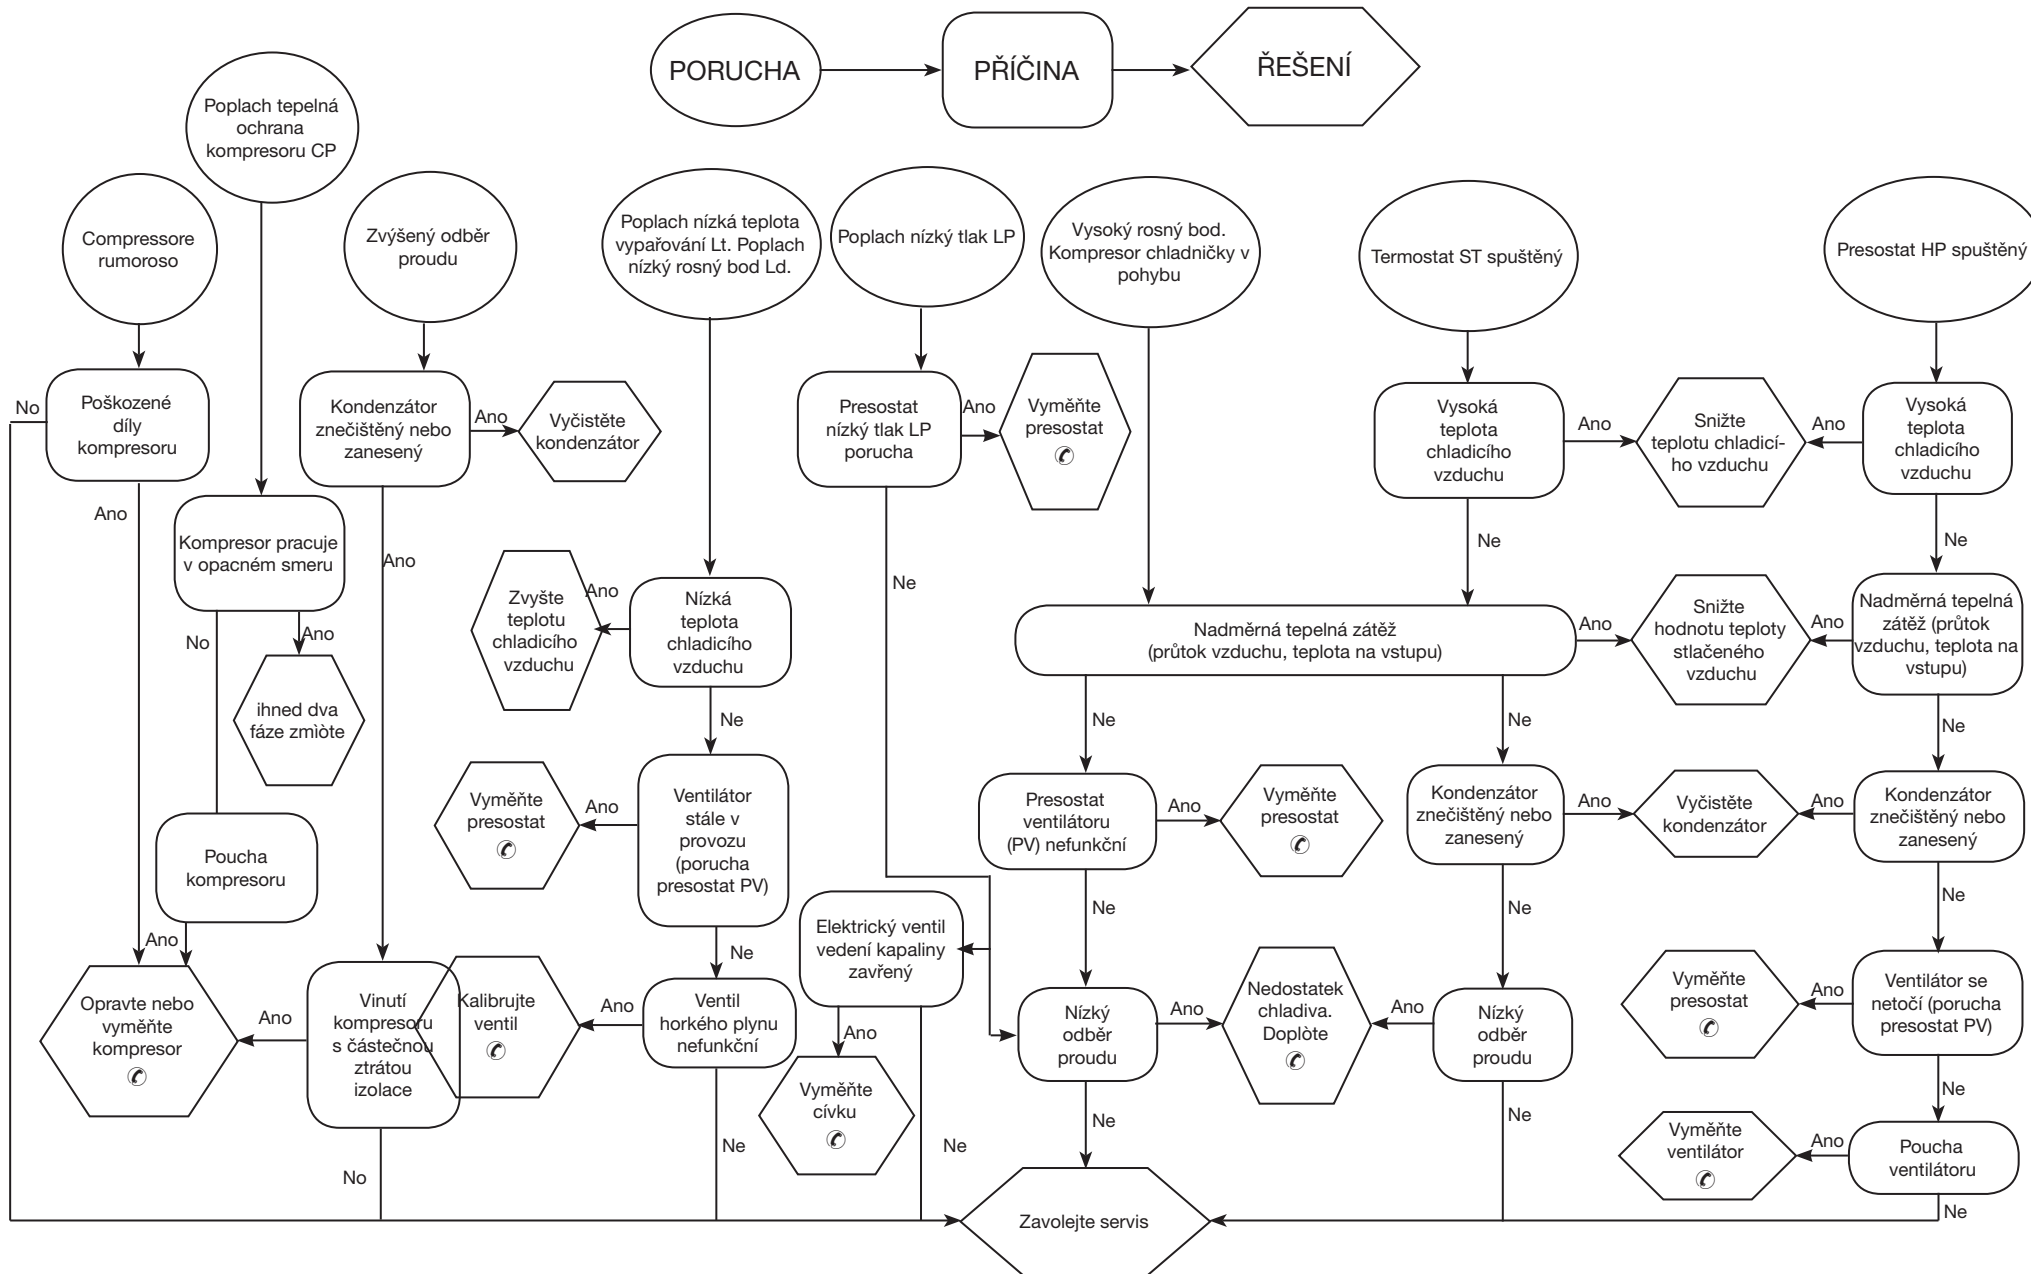 PORUCHA
PŘÍČINA
ŘEŠENÍ
Poplach tepelná
ochrana
kompresoru CP
Compressore
rumoroso
Zvýšený odběr
proudu
Poplach nízká teplota
vypařování Lt. Poplach
nízký rosný bod Ld.
Poplach nízký tlak LP
Vysoký rosný bod.
Kompresor chladničky v
pohybu
Termostat ST spuštěný
Presostat HP spuštěný
No
Poškozené
díly
kompresoru
Ano
Kondenzátor
znečištěný nebo
zanesený
Ano
Vyčistěte
kondenzátor
Ano
Presostat
nízký tlak LP
porucha
Ano
Vyměňte
presostat
✆
Ne
Vysoká
teplota
chladicího
vzduchu
Ano
Snižte
teplotu chladicí-
ho vzduchu
Ano
Vysoká
teplota
chladicího
vzduchu
Ne
Ne
Kompresor pracuje
v opacném smeru
No
Ano
ihned dva
fáze zmìòte
Poucha
kompresoru
Ano
Zvyšte
teplotu
chladicího
vzduchu
Ano
Nízká
teplota
chladicího
vzduchu
Ne
Nadměrná tepelná zátěž
(průtok vzduchu, teplota na vstupu)
Ano
Snižte
hodnotu teploty
stlačeného
vzduchu
Ano
Nadměrná tepelná
zátěž (průtok
vzduchu, teplota na
vstupu)
Ne
Ne
Ne
Vyměňte
presostat
✆
Ano
Ventilátor
stále v
provozu
(porucha
presostat PV)
Ne
Presostat
ventilátoru
(PV) nefunkční
Ano
Vyměňte
presostat
✆
Ne
Kondenzátor
znečištěný nebo
zanesený
Ano
Vyčistěte
kondenzátor
Ano
Kondenzátor
znečištěný nebo
zanesený
Ne
Ne
Elektrický ventil
vedení kapaliny
zavřený
Ano
Vyměňte
cívku
✆
Ne
Opravte nebo
vyměňte
kompresor
✆
Ano
Vinutí
kompresoru
s částečnou
ztrátou
izolace
No
Kalibrujte
ventil
✆
Ano
Ventil
horkého plynu
nefunkční
Ne
Nízký
odběr
proudu
Ano
Nedostatek
chladiva.
Doplòte
✆
Ano
Nízký
odběr
proudu
Ne
Ne
Vyměňte
presostat
✆
Ano
Ventilátor se
netočí (porucha
presostat PV)
Ne
Vyměňte
ventilátor
✆
Ano
Poucha
ventilátoru
Ne
Zavolejte servis